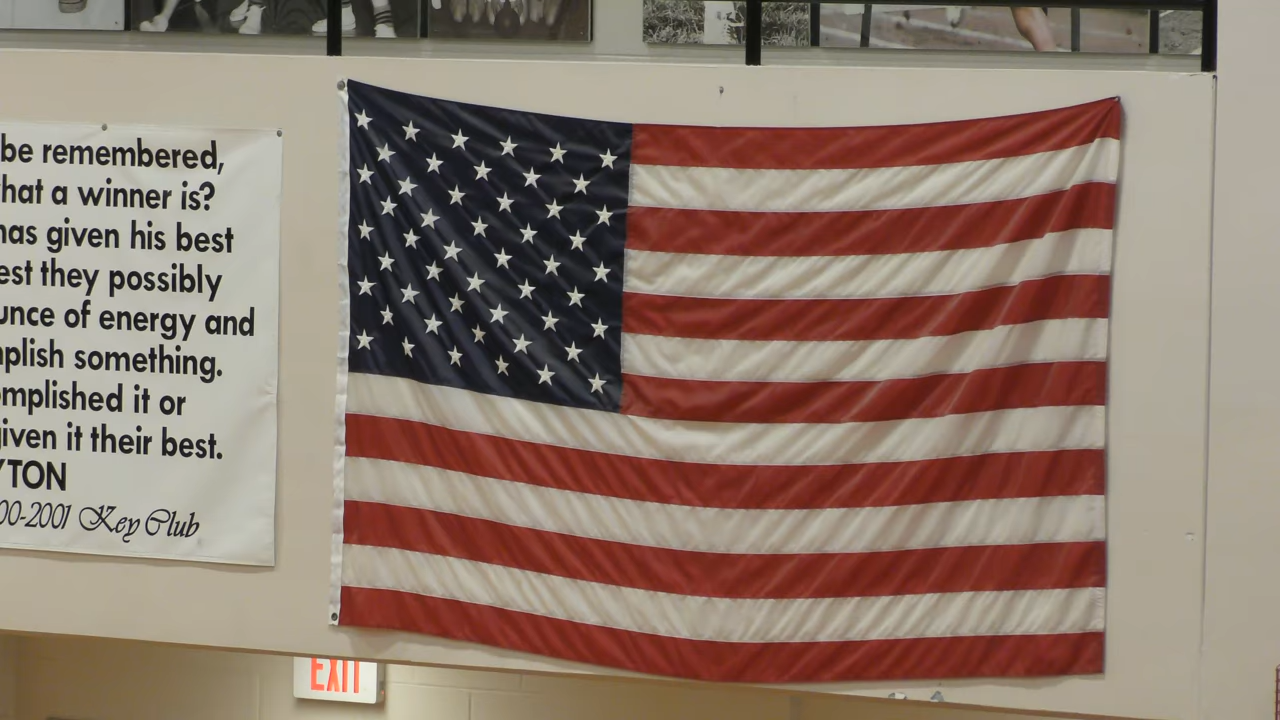 be remembered,
hat a winner is?
has given his best
est they possibly
unce of energy and
plish something.
omplished it or
given it their best.
YTON
00-2001 Key Club
EXIT